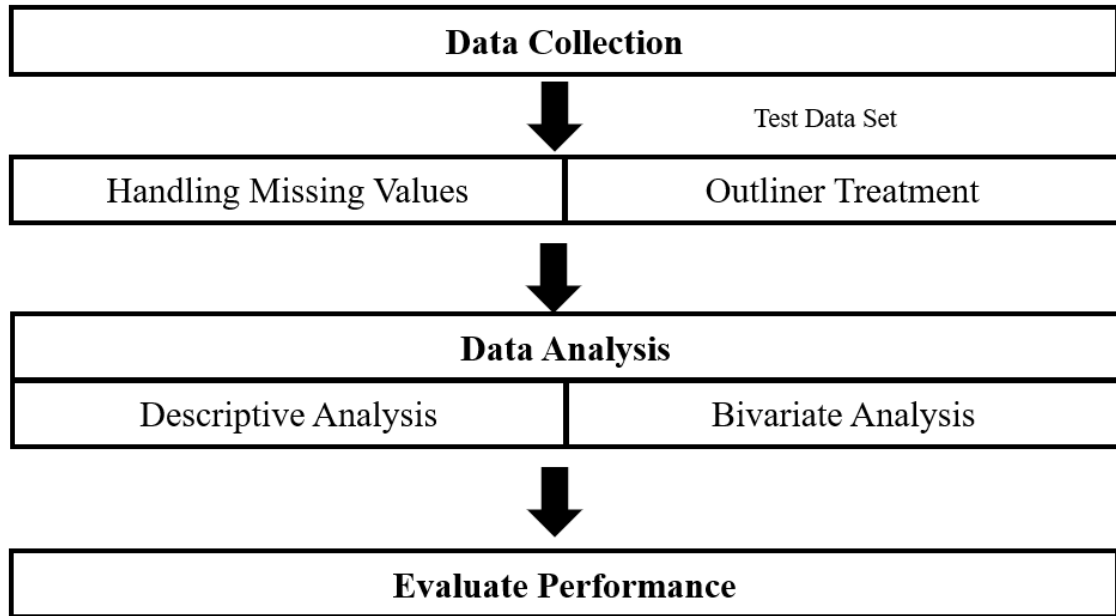 Data Collection
Test Data Set
Handling Missing Values
Outliner Treatment
Data Analysis
Descriptive Analysis
Bivariate Analysis
Evaluate Performance